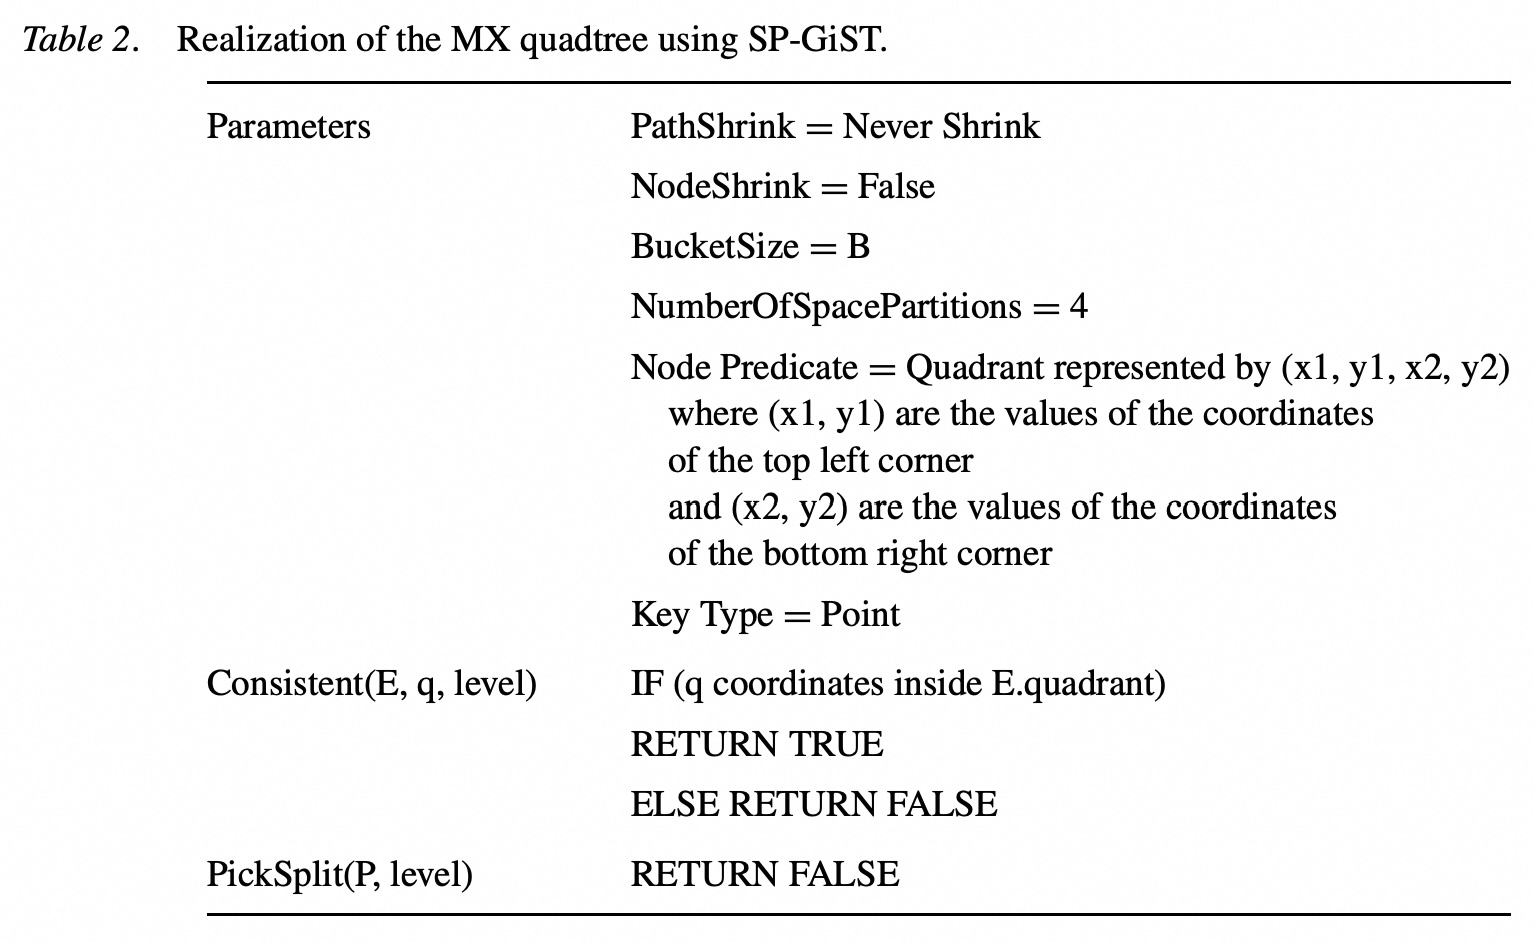 Table 2. Realization of the MX quadtree using SP-GiST.
Parameters PathShrink = Never Shrink
NodeShrink = False
BucketSize = B
NumberOfSpacePartitions = 4
Node Predicate = Quadrant represented by (x1, y1, x2, y2)
where (x1, y1) are the values of the coordinates
of the top left corner
and (x2, y2) are the values of the coordinates
of the bottom right corner
Key Type = Point
Consistent(E, q, level) IF (q coordinates inside E.quadrant)
RETURN TRUE
ELSE RETURN FALSE
PickSplit(P, level) RETURN FALSE